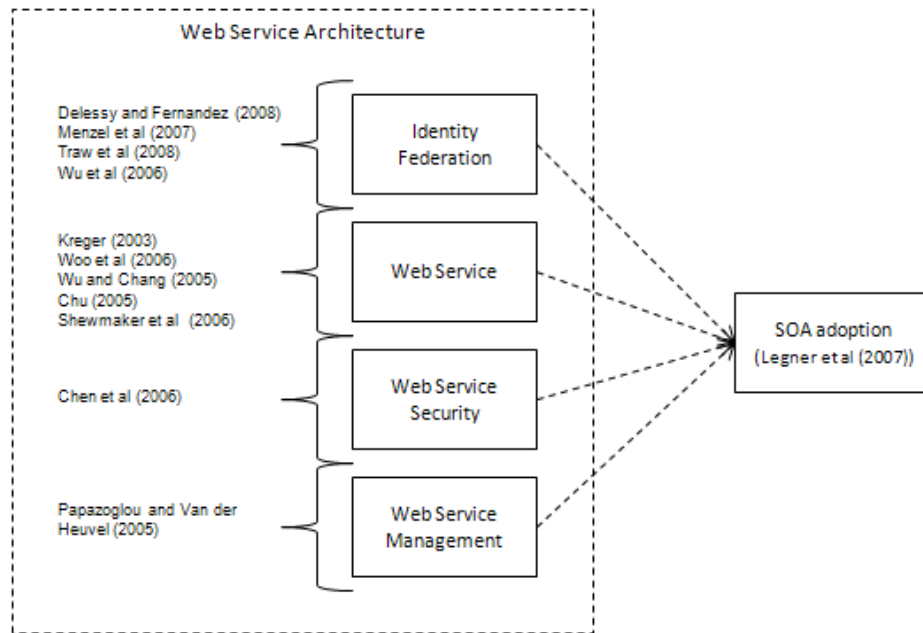 Web Service Architecture
Delessy and Fernandez (2008)
Menzel et al (2007)
Traw et al (2008)
Wu et al (2006)
Identity
Federation
Kreger (2003)
Woo et al (2006)
Wu and Chang (2005)
Chu (2005)
Shewmaker et al (2006)
Web Service
SOA adoption
(Legner et al (2007))
Chen et al (2006)
Web Service
Security
Papazoglou and Van der
Heuvel (2005)
Web Service
Management